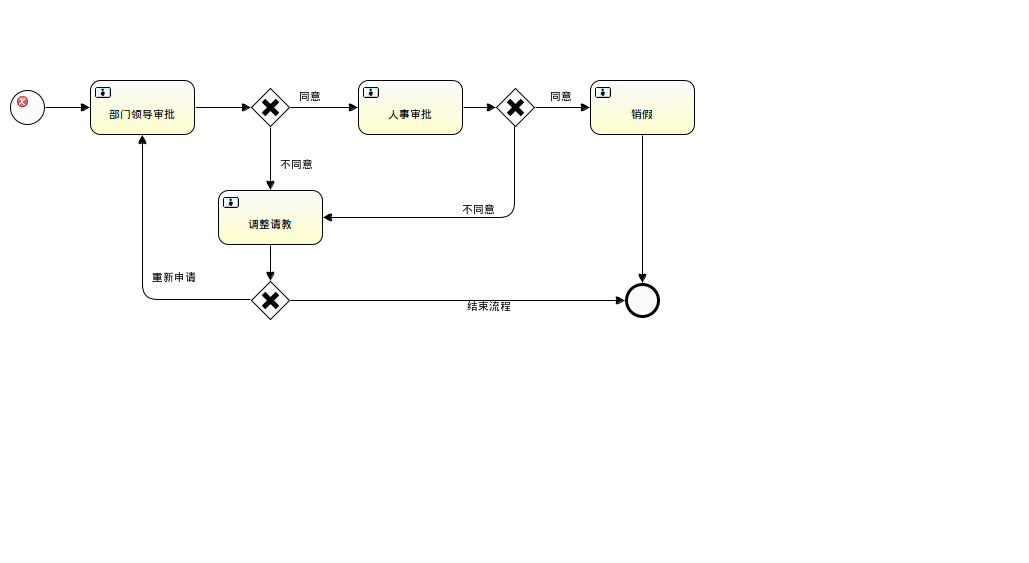 部门领导审批
同意
人事审批
同意
销假
不同意
不同意
调整请教
重新申请
结束流程